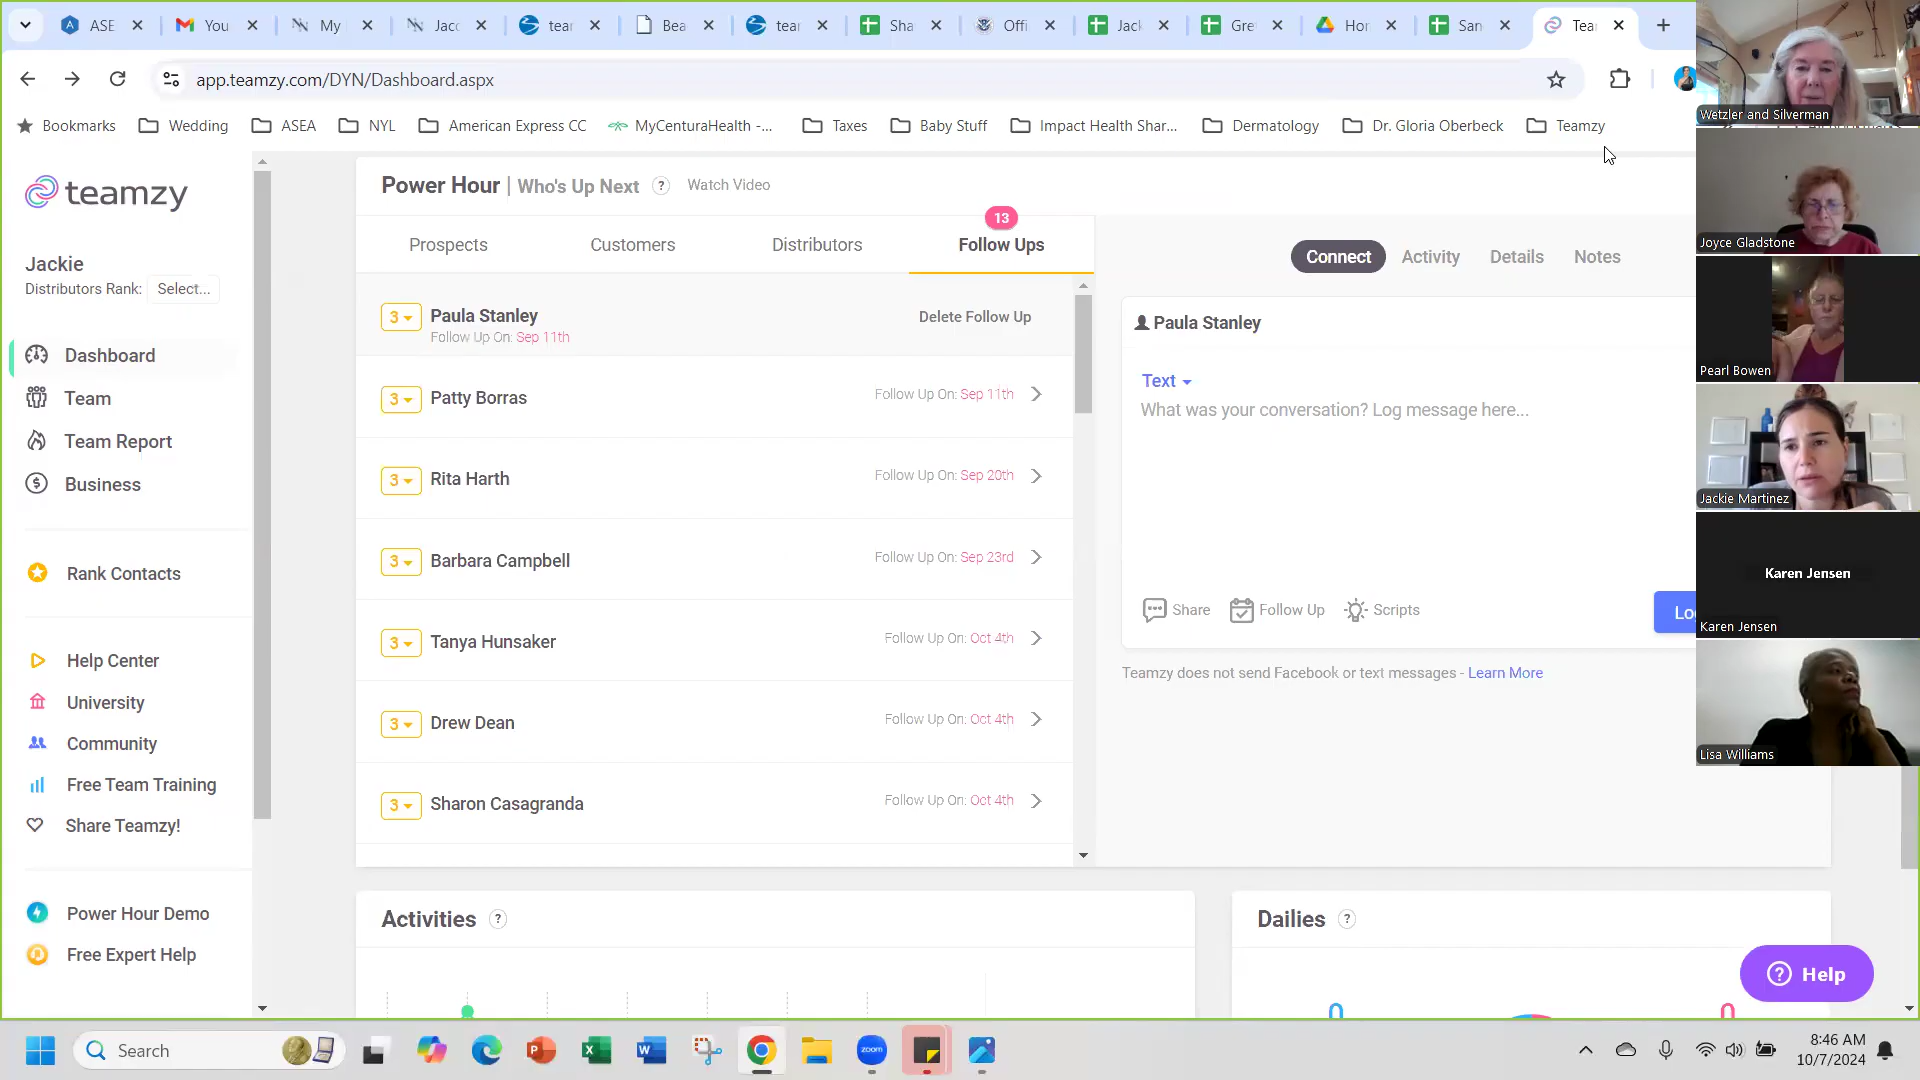 ASE
You
My
Jacc
tear
Bea
tear
Sha
Offi
Jack
Gre
Hor
San
Tear
app.teamzy.com/DYN/Dashboard.aspx
Bookmarks
Wedding
ASEA
NYL
American Express CC
MyCenturaHealth -...
Taxes
Baby Stuff
Impact Health Shar...
Dermatology
Dr. Gloria Oberbeck
Teamzy
teamzy
Jackie
Distributors Rank: Select...
Dashboard
Team
Team Report
Business
Rank Contacts
Help Center
University
Community
Free Team Training
Share Teamzy!
Power Hour Demo
Free Expert Help
Power Hour | Who's Up Next ? Watch Video
Prospects
Customers
Distributors
13
Follow Ups
3 Paula Stanley
Follow Up On: Sep 11th
Delete Follow Up
3 Patty Borras Follow Up On: Sep 11th
3 Rita Harth Follow Up On: Sep 20th
3 Barbara Campbell Follow Up On: Sep 23rd
3 Tanya Hunsaker Follow Up On: Oct 4th
3 Drew Dean Follow Up On: Oct 4th
3 Sharon Casagranda Follow Up On: Oct 4th
Connect
Activity
Details
Notes
Paula Stanley
Text
What was your conversation? Log message here...
Share
Follow Up
Scripts
Lo
Teamzy does not send Facebook or text messages - Learn More
Activities ?
Dailies ?
0
0
? Help
Wetzler and Silverman
Joyce Gladstone
Pearl Bowen
Jackie Martinez
Karen Jensen
Karen Jensen
Lisa Williams
Search
zoom
8:46 AM
10/7/2024